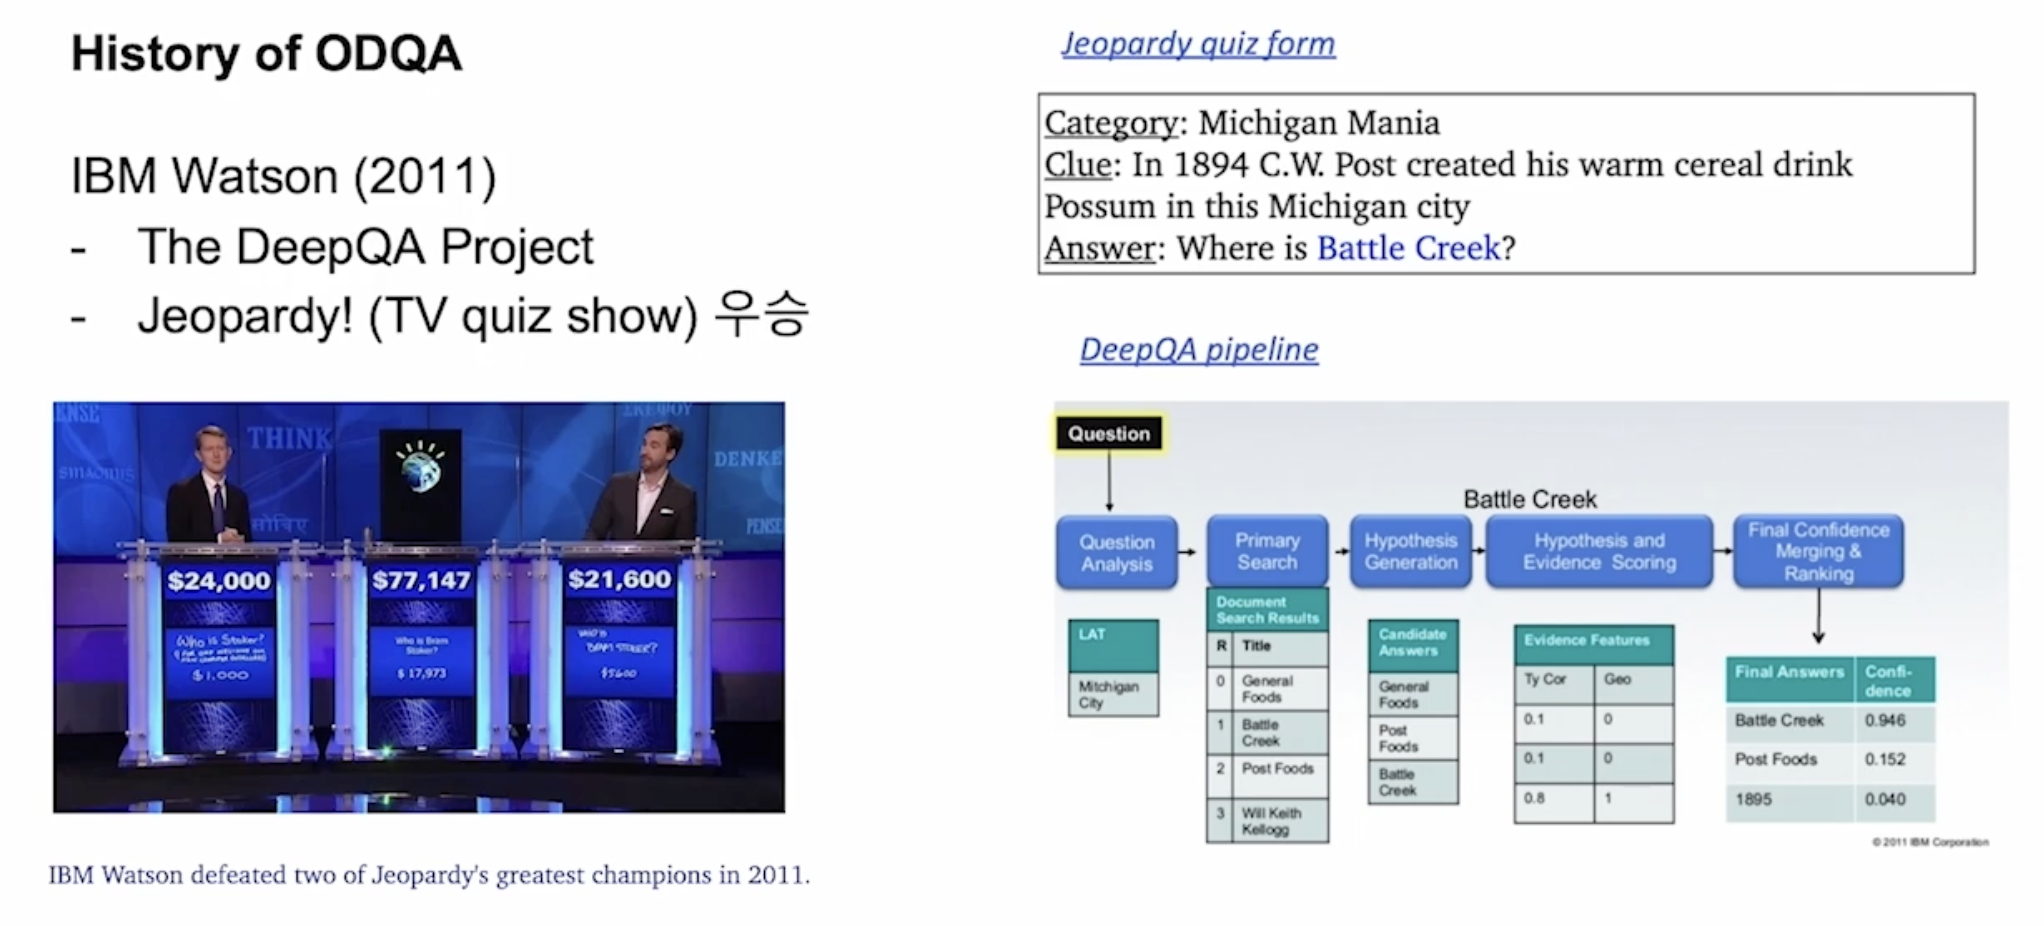 History of ODQA
IBM Watson (2011)
- The DeepQA Project
- Jeopardy! (TV quiz show) 우승
THINK
DENKE
PENSE
$24,000
$77,147
$21,600
Who is Stoker?
$1,000
Who is Bram
Stoker?
$ 17,973
WHO IS
BRAM STOKER?
$5600
IBM Watson defeated two of Jeopardy's greatest champions in 2011.
Jeopardy quiz form
Category: Michigan Mania
Clue: In 1894 C.W. Post created his warm cereal drink
Possum in this Michigan city
Answer: Where is Battle Creek?
DeepQA pipeline
Question
Battle Creek
Question
Analysis
Primary
Search
Hypothesis
Generation
Hypothesis and
Evidence Scoring
Final Confidence
Merging &
Ranking
LAT
Mitchigan
City
Document
Search Results
R Title
0 General
Foods
1 Battle
Creek
2 Post Foods
3 Will Keith
Kellogg
Candidate
Answers
General
Foods
Post
Foods
Battle
Creek
Evidence Features
Ty Cor Geo
0.1 0
0.1 0
0.8 1
Final Answers Confi-
dence
Battle Creek 0.946
Post Foods 0.152
1895 0.040
© 2011 IBM Corporation